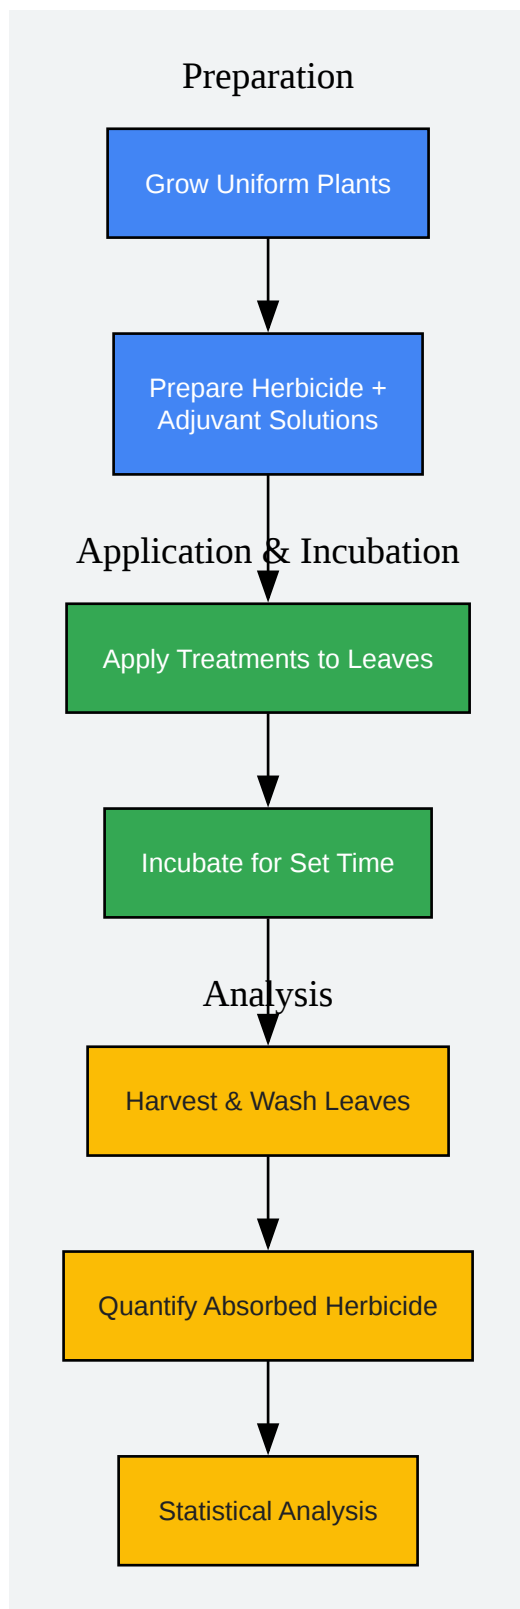 Preparation
Grow Uniform Plants
Prepare Herbicide +
Adjuvant Solutions
Application & Incubation
Apply Treatments to Leaves
Incubate for Set Time
Analysis
Harvest & Wash Leaves
Quantify Absorbed Herbicide
Statistical Analysis